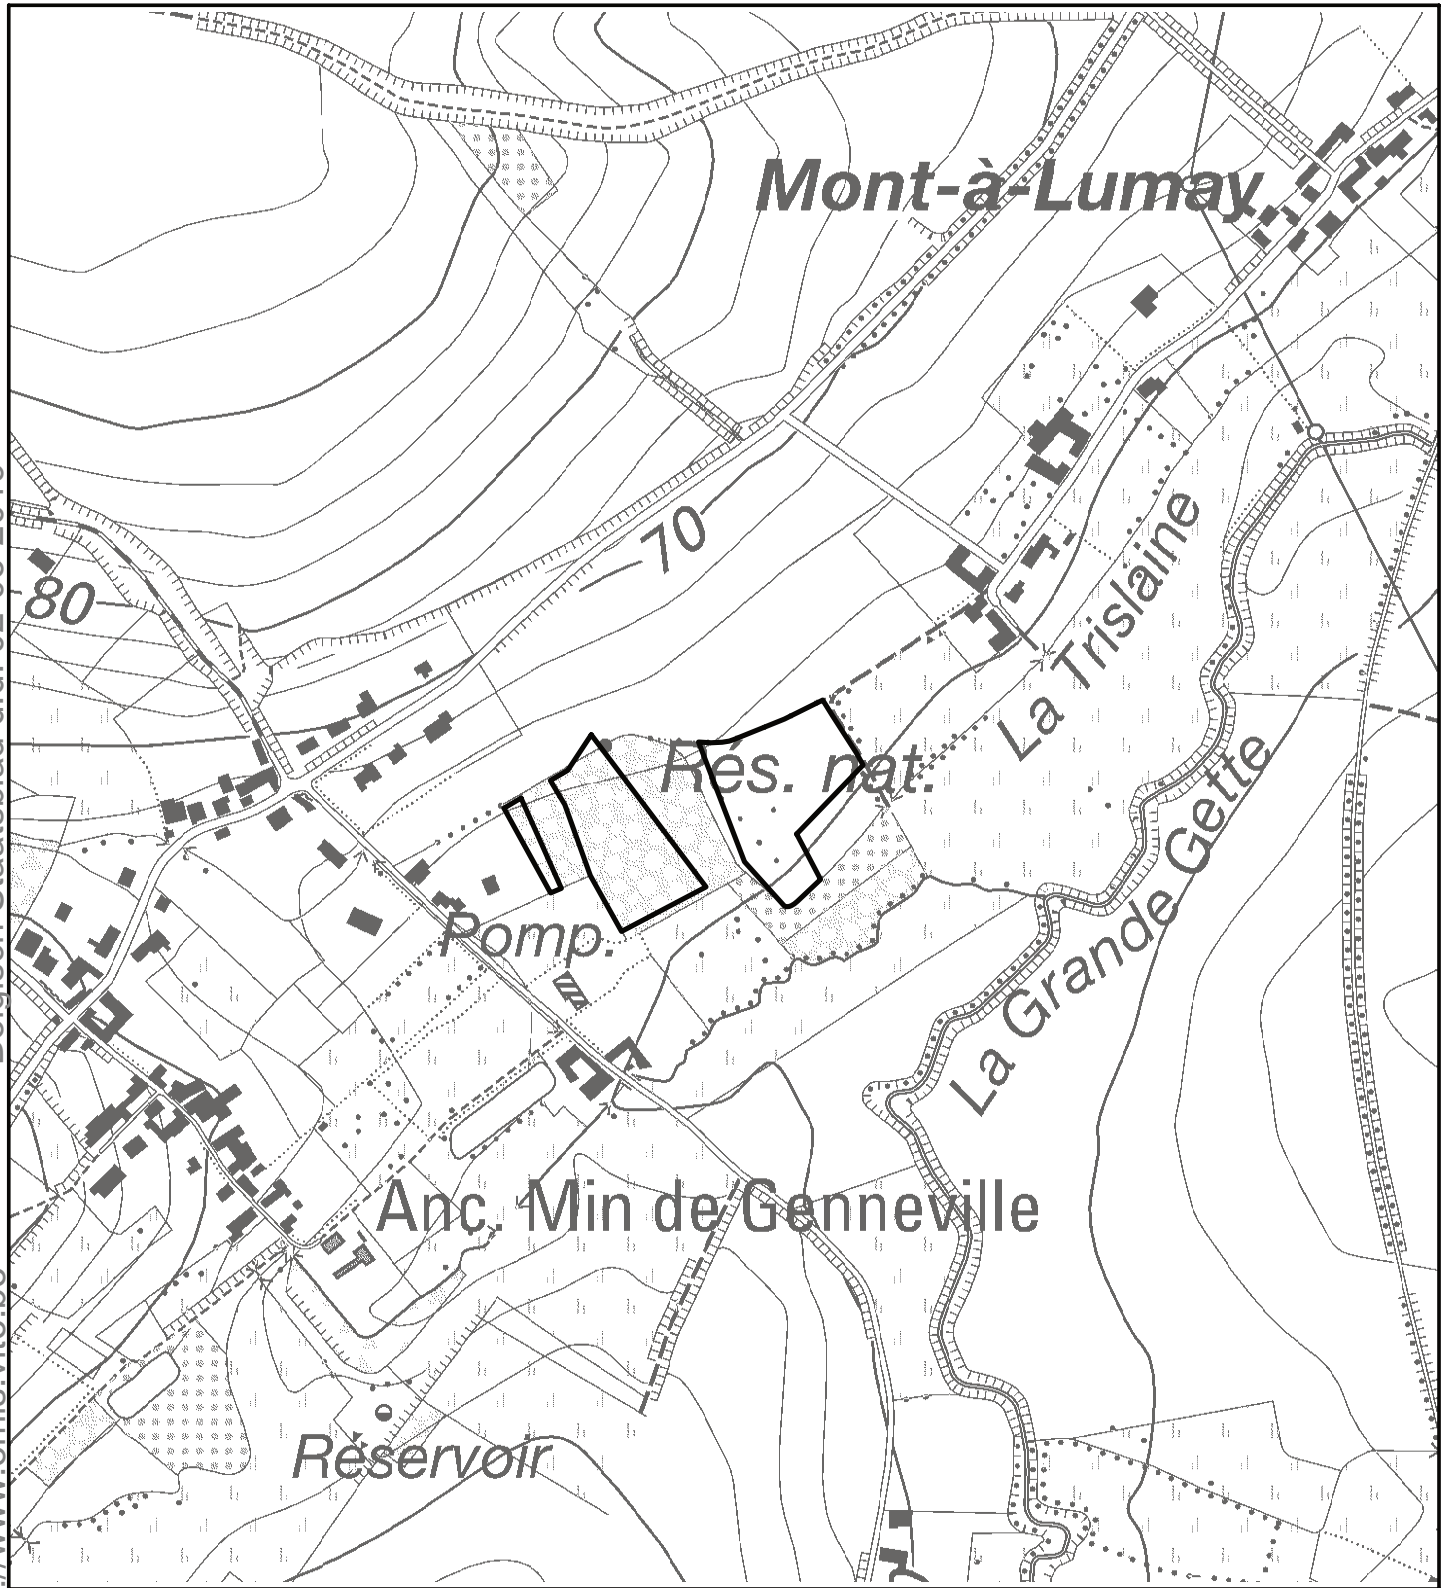 Mont-à-Lumay
70
80
La Trislaine
Rés. nat.
La Grande Gette
Pomp.
Anc. Min de Genneville
Réservoir